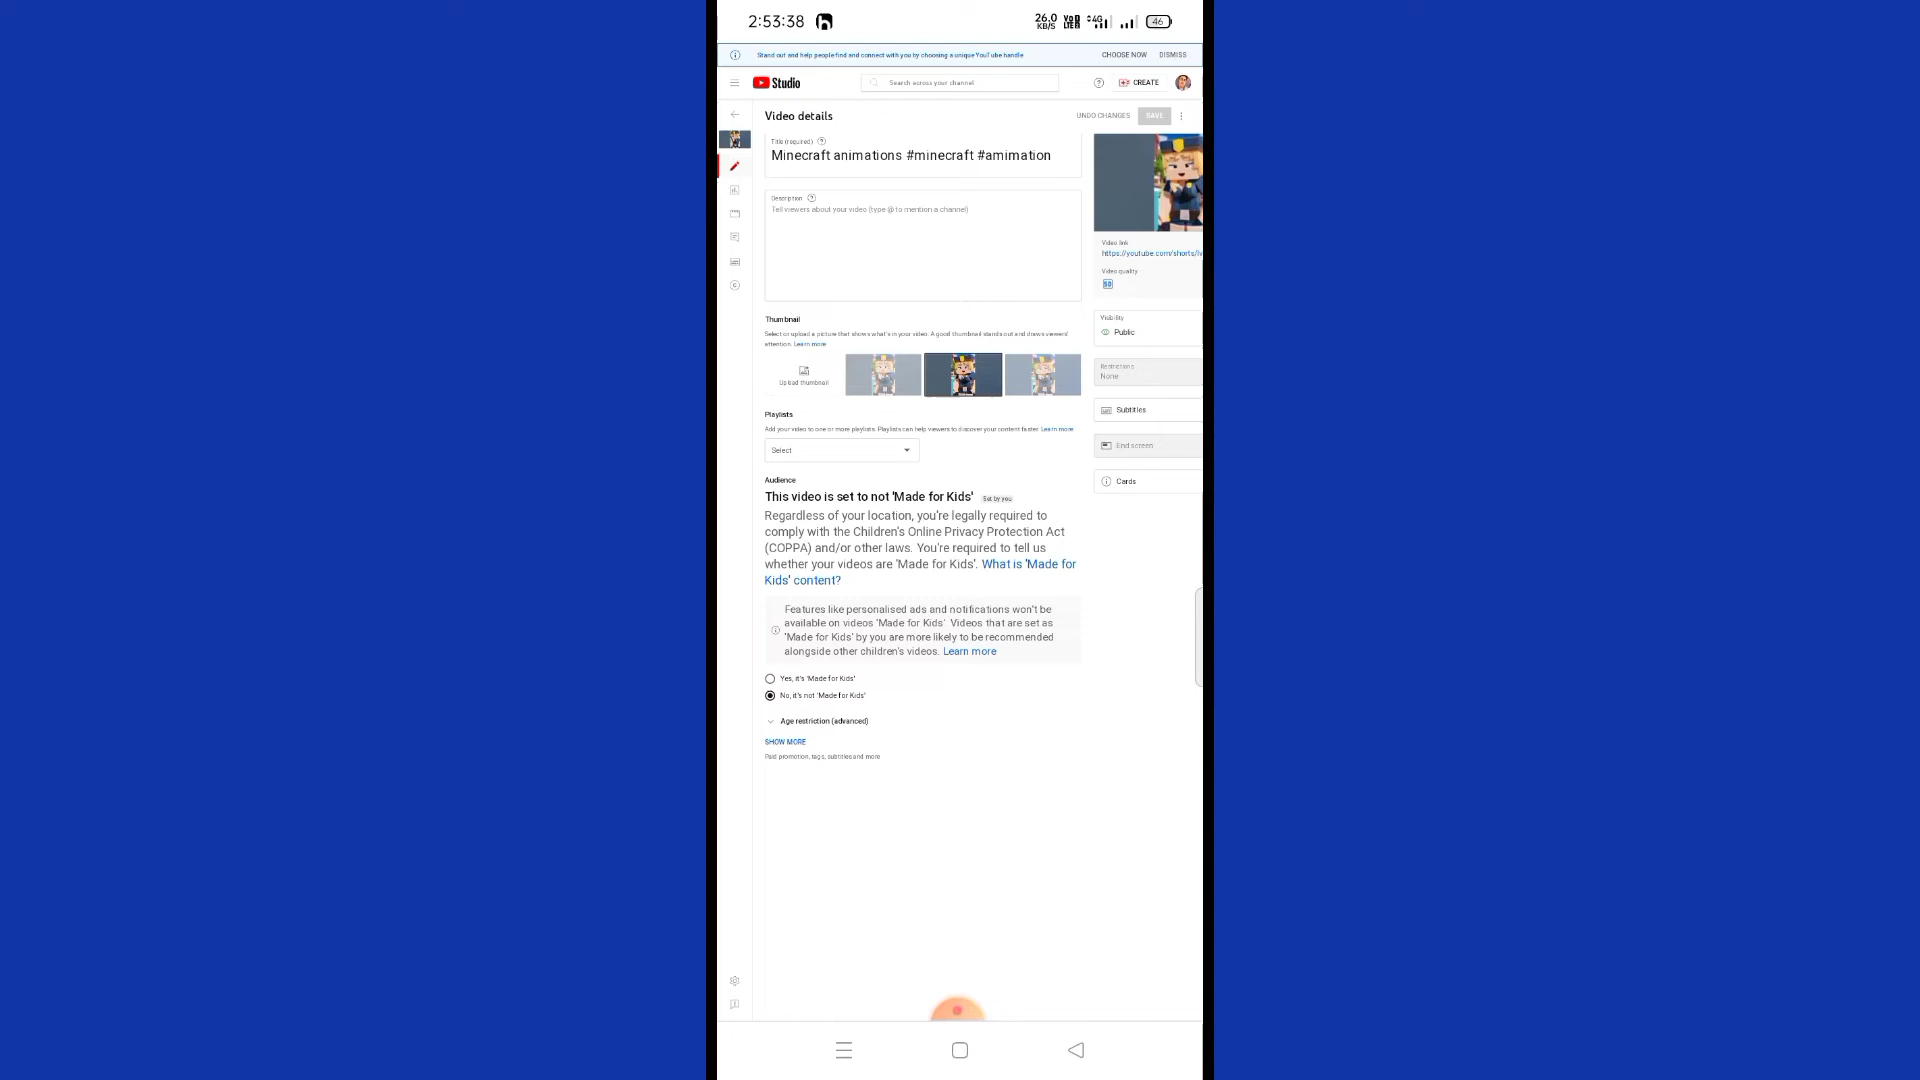 2:53:38
26.0 KB/S
4G
46
Stand out and help people find and connect with you by choosing a unique YouTube handle
CHOOSE NOW
DISMISS
Studio
Search across your channel
CREATE
Video details
UNDO CHANGES
SAVE
Title (required)
Minecraft animations #minecraft #amimation
Description
Tell viewers about your video (type @ to mention a channel)
Video link
https://youtube.com/shorts/
Video quality
SD
Thumbnail
Select or upload a picture that shows what's in your video. A good thumbnail stands out and draws viewers'
attention. Learn more
Upload thumbnail
Visibility
Public
Restrictions
None
Subtitles
End screen
Cards
Playlists
Add your video to one or more playlists. Playlists can help viewers to discover your content faster. Learn more
Select
Audience
This video is set to not 'Made for Kids'
Set by you
Regardless of your location, you're legally required to
comply with the Children's Online Privacy Protection Act
(COPPA) and/or other laws. You're required to tell us
whether your videos are 'Made for Kids'. What is 'Made for
Kids' content?
Features like personalised ads and notifications won't be
available on videos 'Made for Kids'. Videos that are set as
'Made for Kids' by you are more likely to be recommended
alongside other children's videos. Learn more
Yes, it's 'Made for Kids'
No, it's not 'Made for Kids'
Age restriction (advanced)
SHOW MORE
Paid promotion, tags, subtitles and more